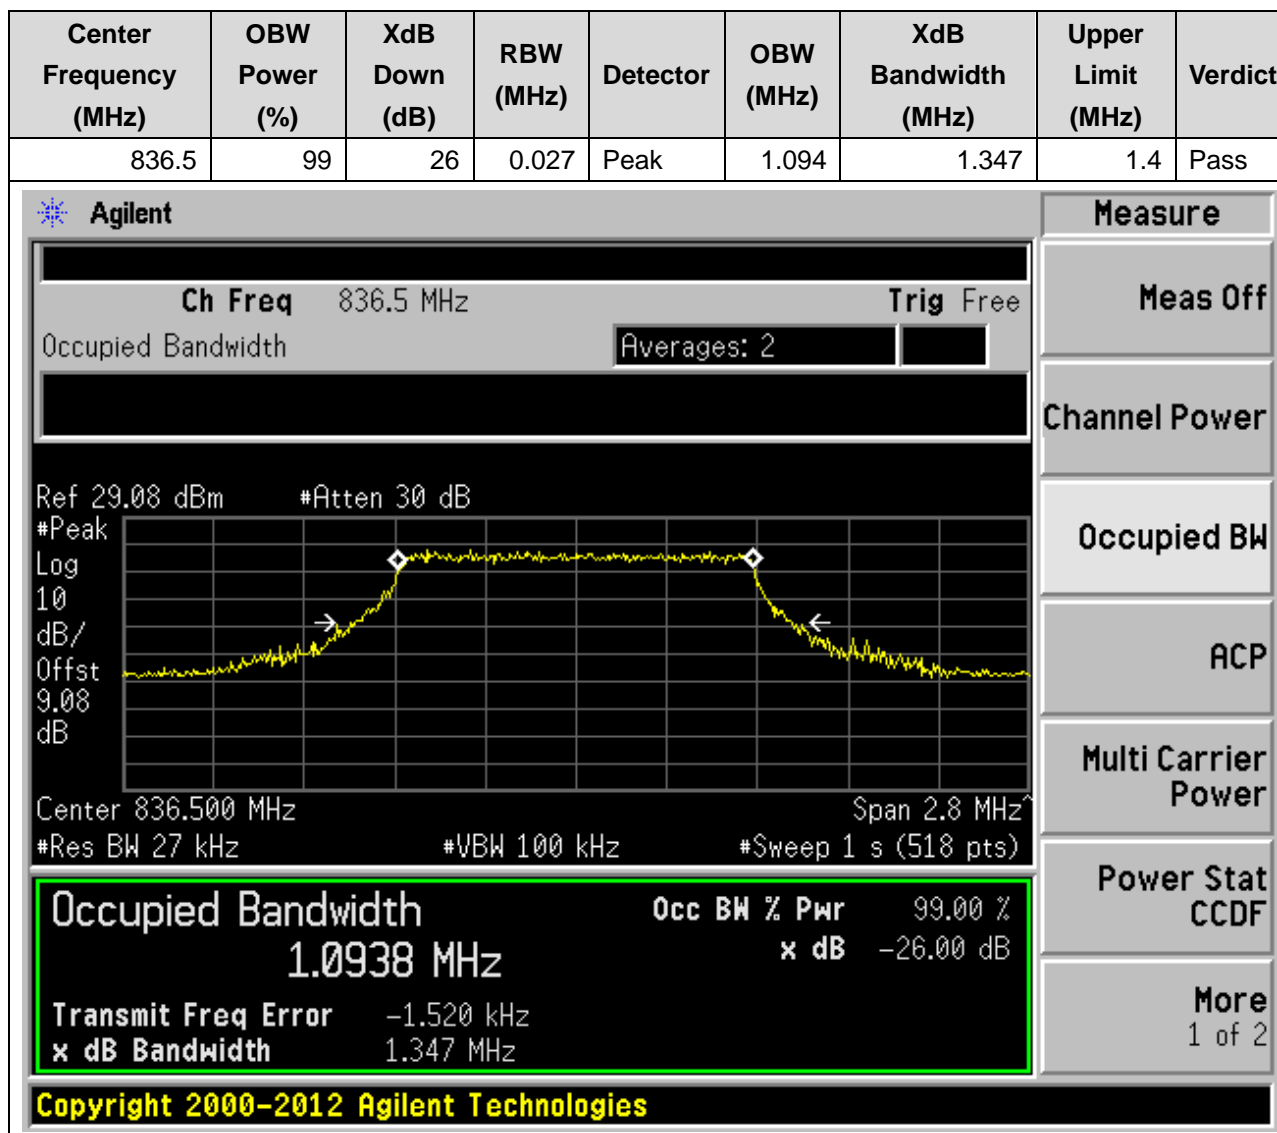 Center Frequency (MHz) OBW Power (%) XdB Down (dB) RBW (MHz) Detector OBW (MHz) XdB Bandwidth (MHz) Upper Limit (MHz) Verdict
836.5 99 26 0.027 Peak 1.094 1.347 1.4 Pass
Agilent
Measure
Ch Freq 836.5 MHz Trig Free
Meas Off
Occupied Bandwidth Averages: 2
Channel Power
Ref 29.08 dBm #Atten 30 dB
#Peak
Log
10
dB/
Offst
9.08
dB
Occupied BW
ACP
Multi Carrier
Power
Center 836.500 MHz Span 2.8 MHz^
#Res BW 27 kHz #VBW 100 kHz #Sweep 1 s (518 pts)
Power Stat
CCDF
Occupied Bandwidth Occ BW % Pwr 99.00 %
1.0938 MHz x dB -26.00 dB
Transmit Freq Error -1.520 kHz
x dB Bandwidth 1.347 MHz
More
1 of 2
Copyright 2000-2012 Agilent Technologies